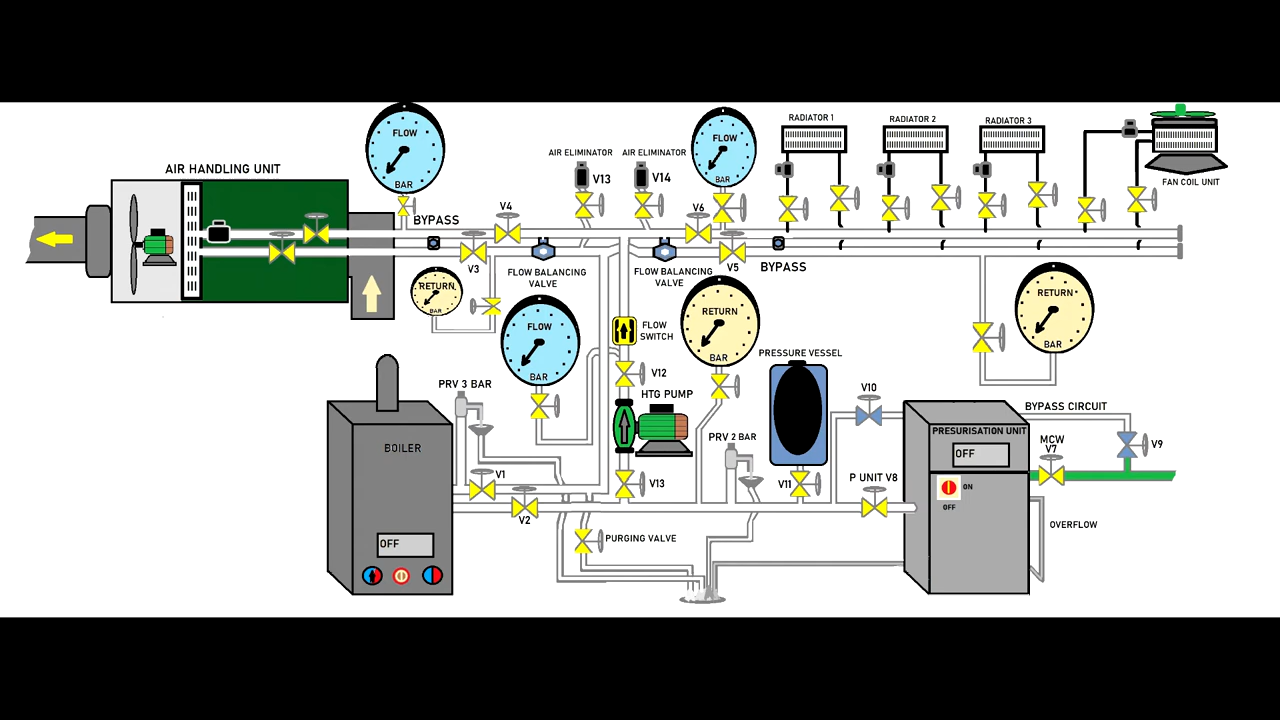 RADIATOR 1
RADIATOR 2
RADIATOR 3
FLOW
BAR
FLOW
BAR
AIR ELIMINATOR
AIR ELIMINATOR
V13
V14
FAN COIL UNIT
AIR HANDLING UNIT
BYPASS
V4
V6
V3
V5
BYPASS
FLOW BALANCING
VALVE
FLOW BALANCING
VALVE
RETURN
BAR
RETURN
BAR
RETURN
BAR
FLOW
BAR
FLOW
SWITCH
PRESSURE VESSEL
V12
PRV 3 BAR
HTG PUMP
V10
BYPASS CIRCUIT
PRESURISATION UNIT
OFF
MCW
V7
V9
PRV 2 BAR
BOILER
V1
V13
V11
P UNIT V8
ON
OFF
V2
OVERFLOW
PURGING VALVE
OFF